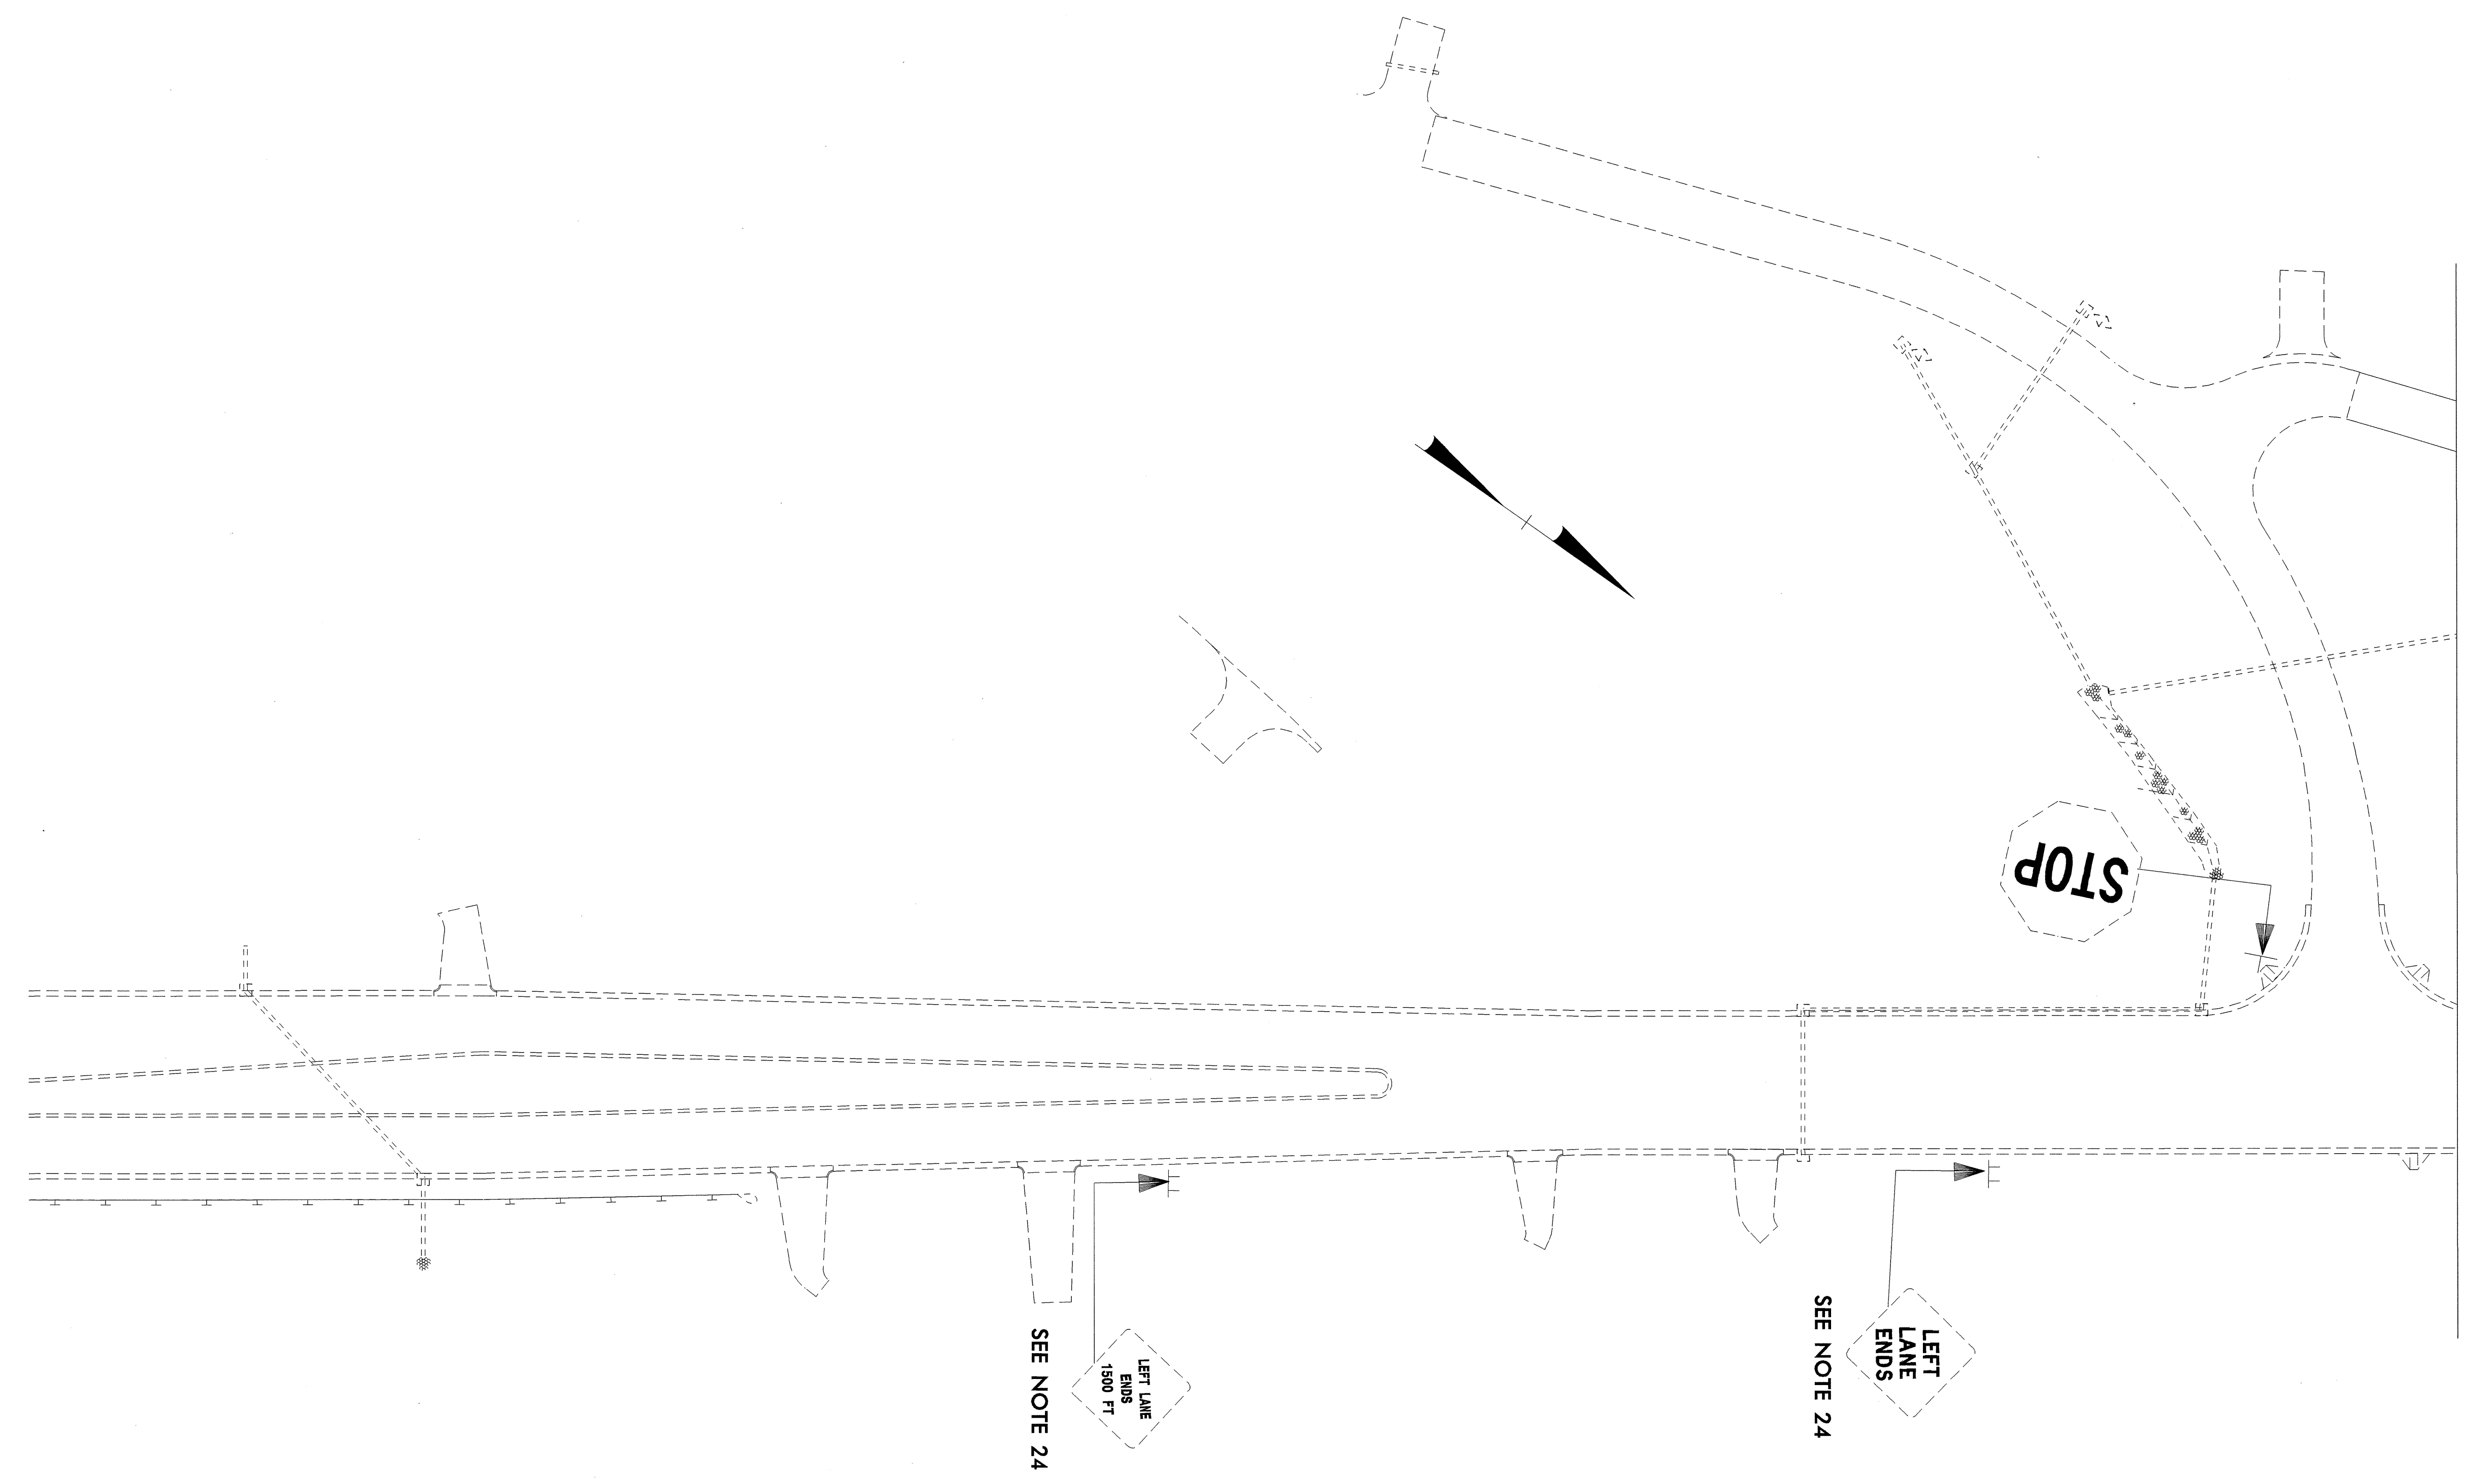 STOP
SEE NOTE 24
LEFT LANE
ENDS
1500 FT
SEE NOTE 24
LEFT
LANE
ENDS